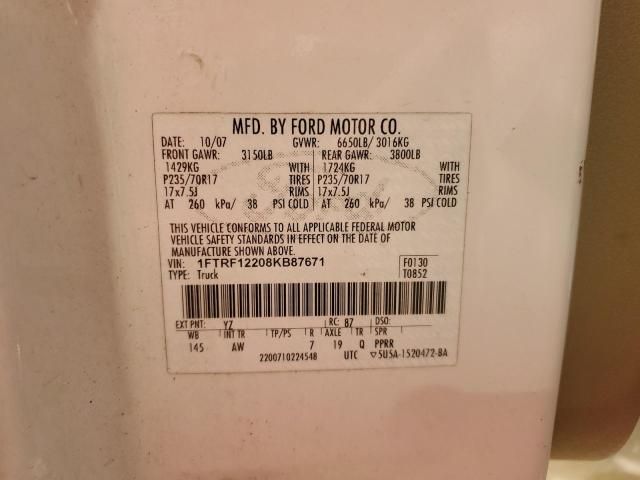 MFD. BY FORD MOTOR CO.
DATE: 10/07 GVWR: 6650LB/ 3016KG
FRONT GAWR: 3150LB REAR GAWR: 3800LB
1429KG WITH 1724KG WITH
P235/70R17 TIRES P235/70R17 TIRES
17x7.5J RIMS 17x7.5J RIMS
AT 260 kPa/ 38 PSI COLD AT 260 kPa/ 38 PSI COLD
THIS VEHICLE CONFORMS TO ALL APPLICABLE FEDERAL MOTOR
VEHICLE SAFETY STANDARDS IN EFFECT ON THE DATE OF
MANUFACTURE SHOWN ABOVE.
VIN: 1FTRF12208KB87671 F0130
TYPE: Truck T0852
EXT PNT: YZ RC: 87 DSO:
WB INT TR TP/PS R AXLE TR SPR
145 AW 7 19 Q PPRR
2200710224548 UTC ▽5U5A-1520472-BA